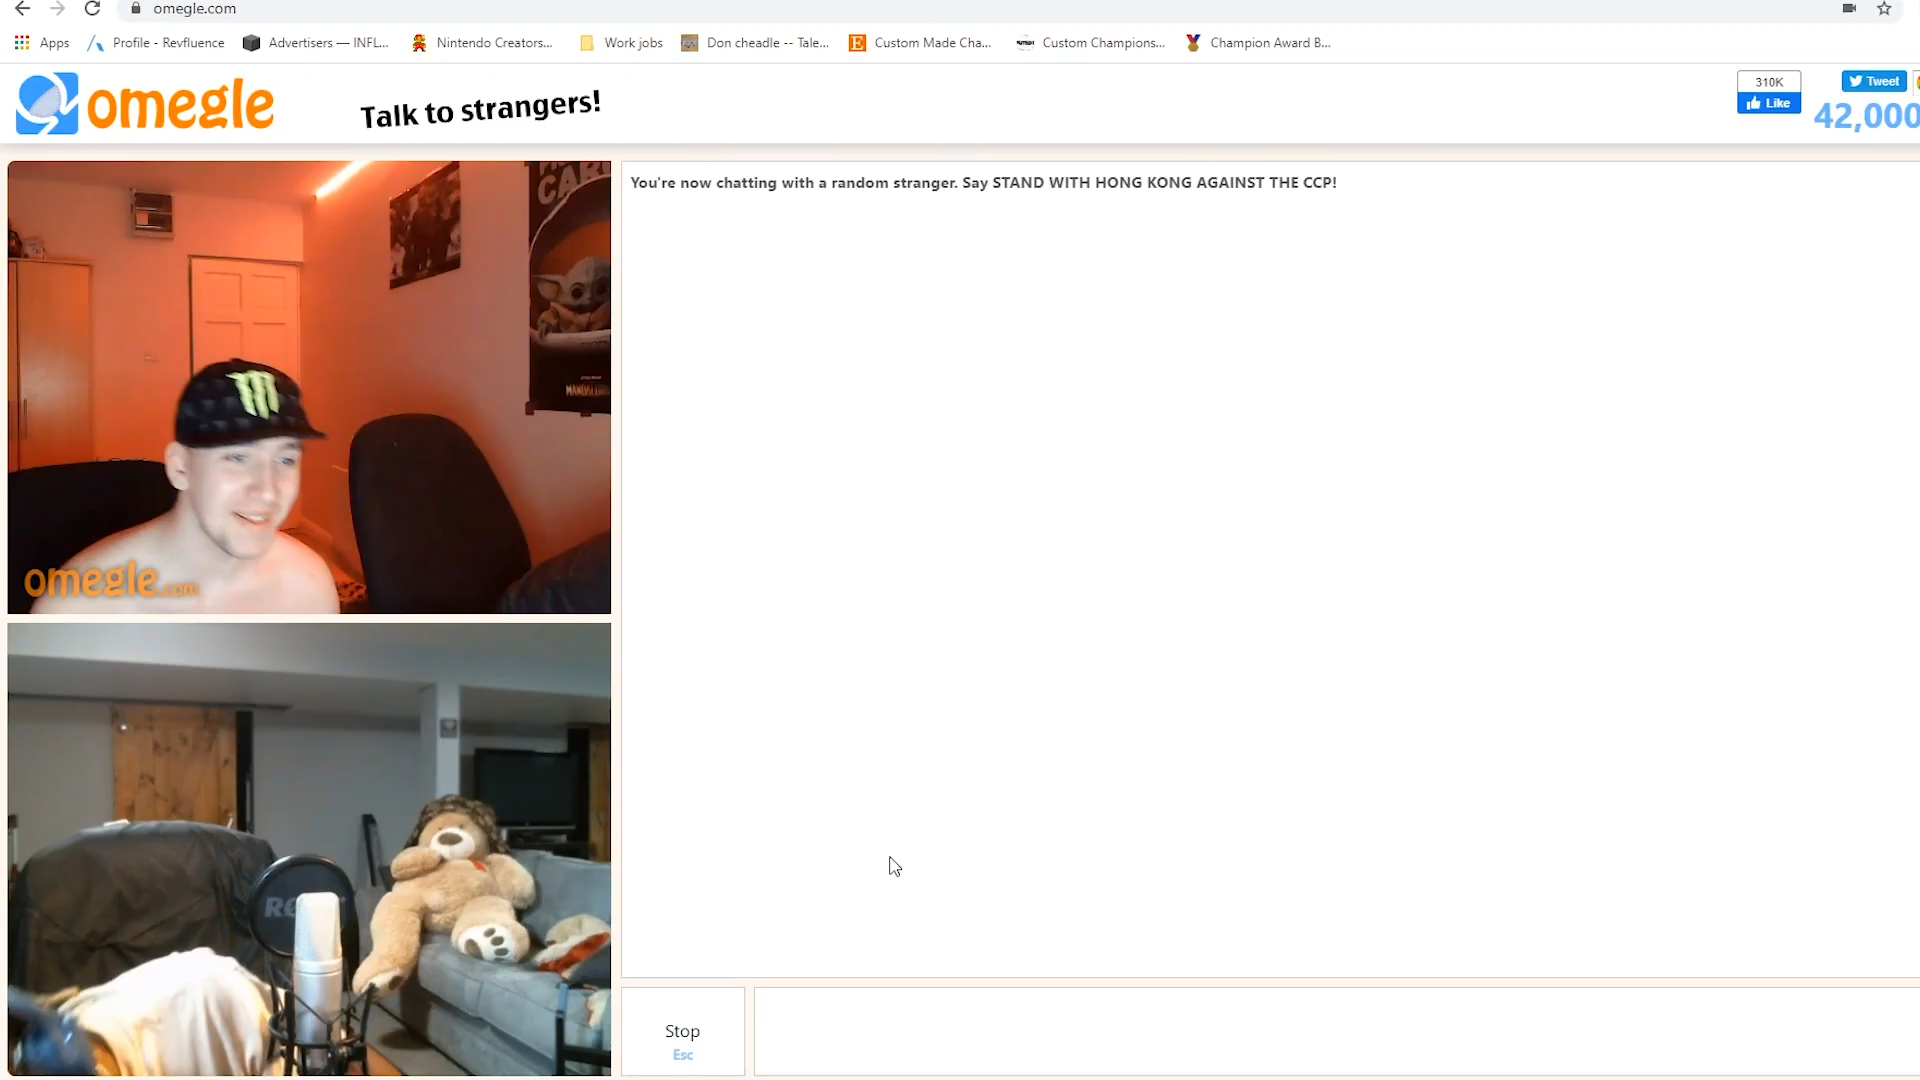 omegle.com
Apps
Profile - Revfluence
Advertisers — INFL...
Nintendo Creators...
Work jobs
Don cheadle -- Tale...
Custom Made Cha...
Custom Champions...
Champion Award B...
omegle
Talk to strangers!
310K
Like
Tweet
42,000
You're now chatting with a random stranger. Say STAND WITH HONG KONG AGAINST THE CCP!
CAR
omegle.com
Stop
Esc